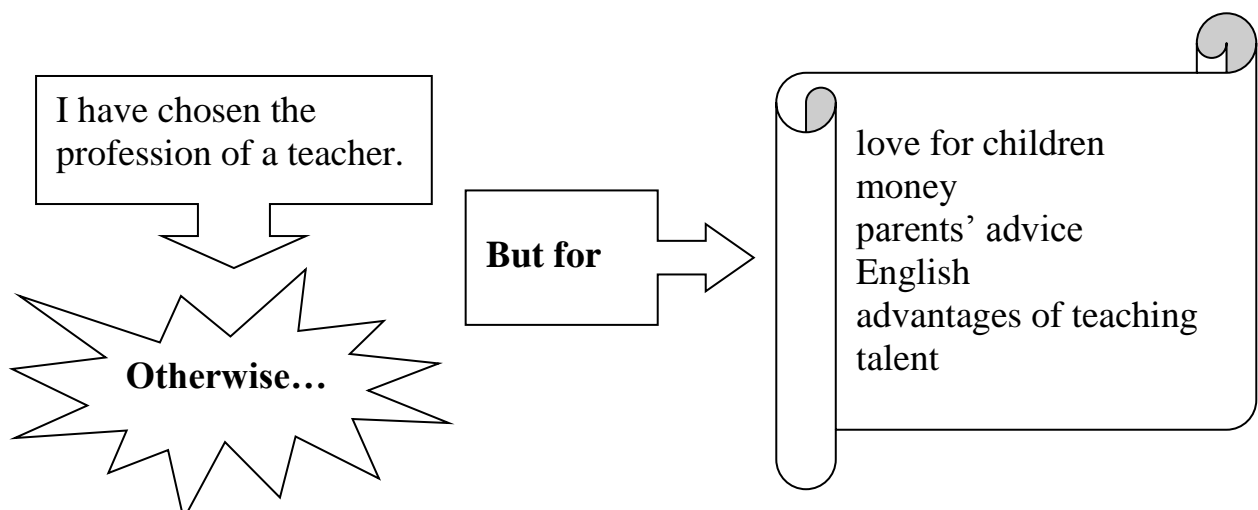 I have chosen the
profession of a teacher.
Otherwise…
But for
love for children
money
parents’ advice
English
advantages of teaching
talent